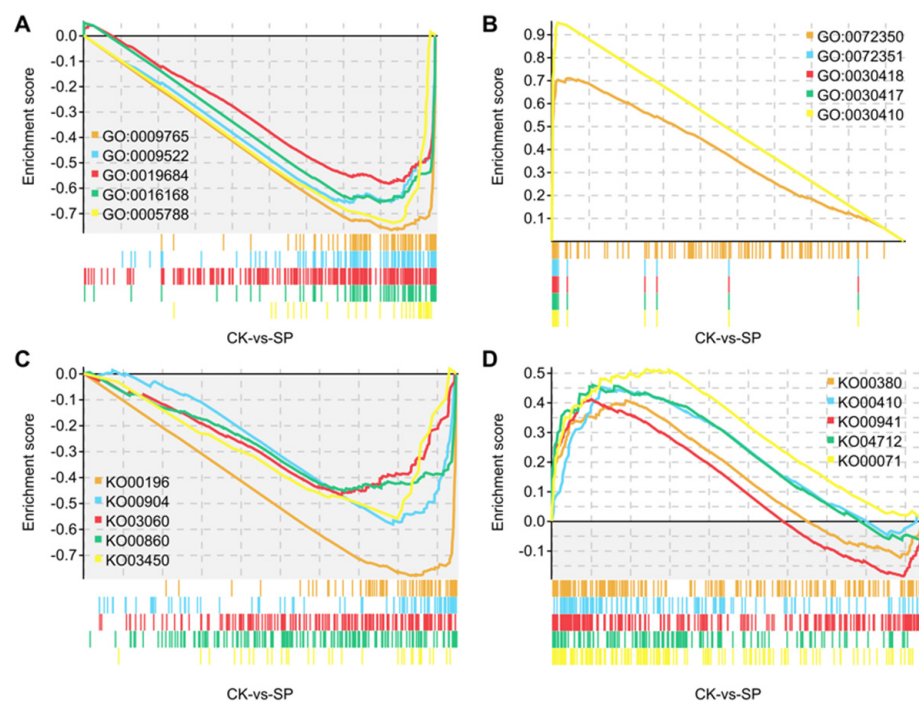 A
Enrichment score
0.0
-0.1
-0.2
-0.3
-0.4
-0.5
-0.6
-0.7
GO:0009765
GO:0009522
GO:0019684
GO:0016168
GO:0005788
CK-vs-SP
B
Enrichment score
0.9
0.8
0.7
0.6
0.5
0.4
0.3
0.2
0.1
GO:0072350
GO:0072351
GO:0030418
GO:0030417
GO:0030410
CK-vs-SP
C
Enrichment score
0.0
-0.1
-0.2
-0.3
-0.4
-0.5
-0.6
-0.7
KO00196
KO00904
KO03060
KO00860
KO03450
CK-vs-SP
D
Enrichment score
0.5
0.4
0.3
0.2
0.1
0.0
-0.1
KO00380
KO00410
KO00941
KO04712
KO00071
CK-vs-SP